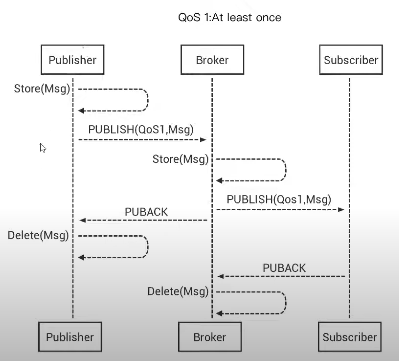 QoS 1:At least once
Publisher Broker Subscriber
Store(Msg)
PUBLISH(QoS1,Msg)
Store(Msg)
PUBLISH(Qos1,Msg)
PUBACK
Delete(Msg)
PUBACK
Delete(Msg)
Publisher Broker Subscriber